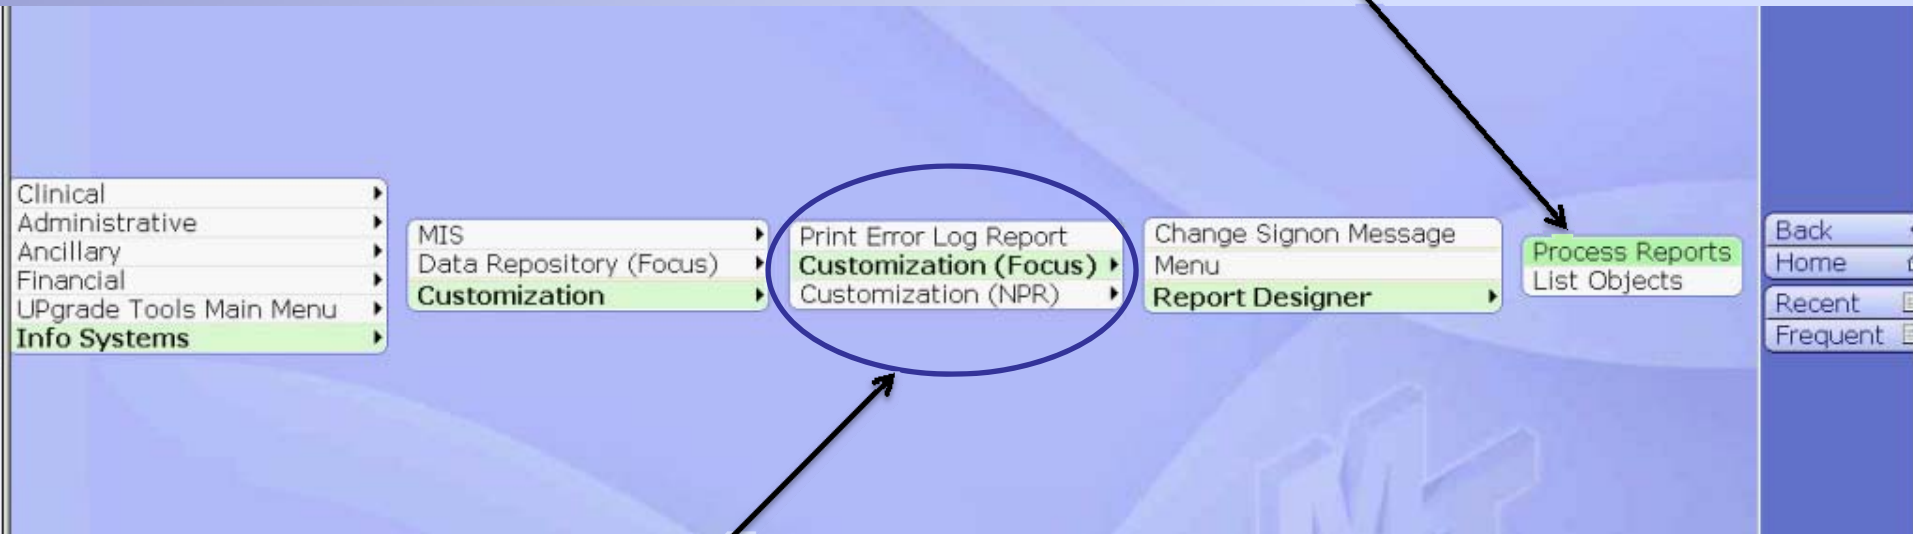 Clinical
Administrative
Ancillary
Financial
UPgrade Tools Main Menu
Info Systems
MIS
Data Repository (Focus)
Customization
Print Error Log Report
Customization (Focus)
Customization (NPR)
Change Signon Message
Menu
Report Designer
Process Reports
List Objects
Back
Home
Recent
Frequent